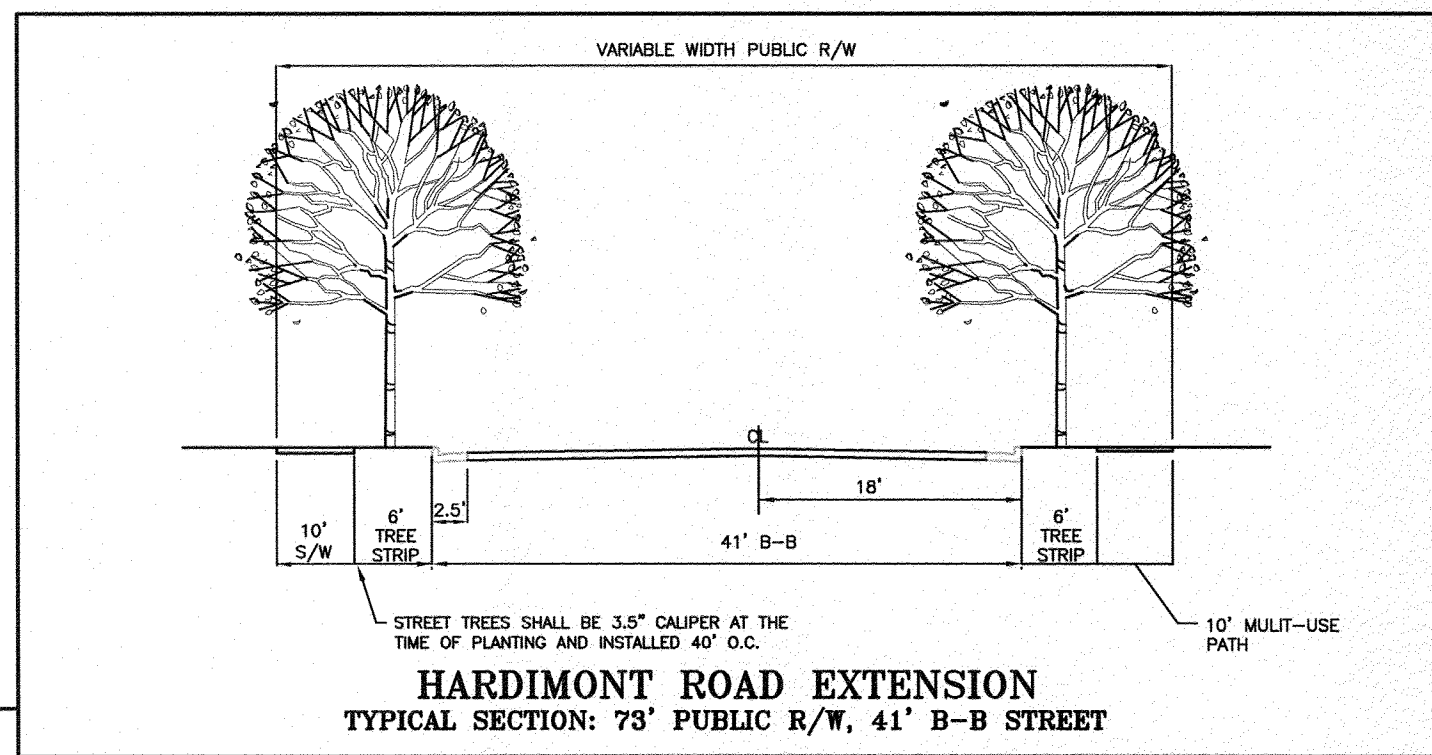 VARIABLE WIDTH PUBLIC R/W
CL
18'
2.5'
10'
S/W
6'
TREE
STRIP
41' B-B
6'
TREE
STRIP
STREET TREES SHALL BE 3.5" CALIPER AT THE
TIME OF PLANTING AND INSTALLED 40' O.C.
10' MULIT-USE
PATH
HARDIMONT ROAD EXTENSION
TYPICAL SECTION: 73' PUBLIC R/W, 41' B-B STREET